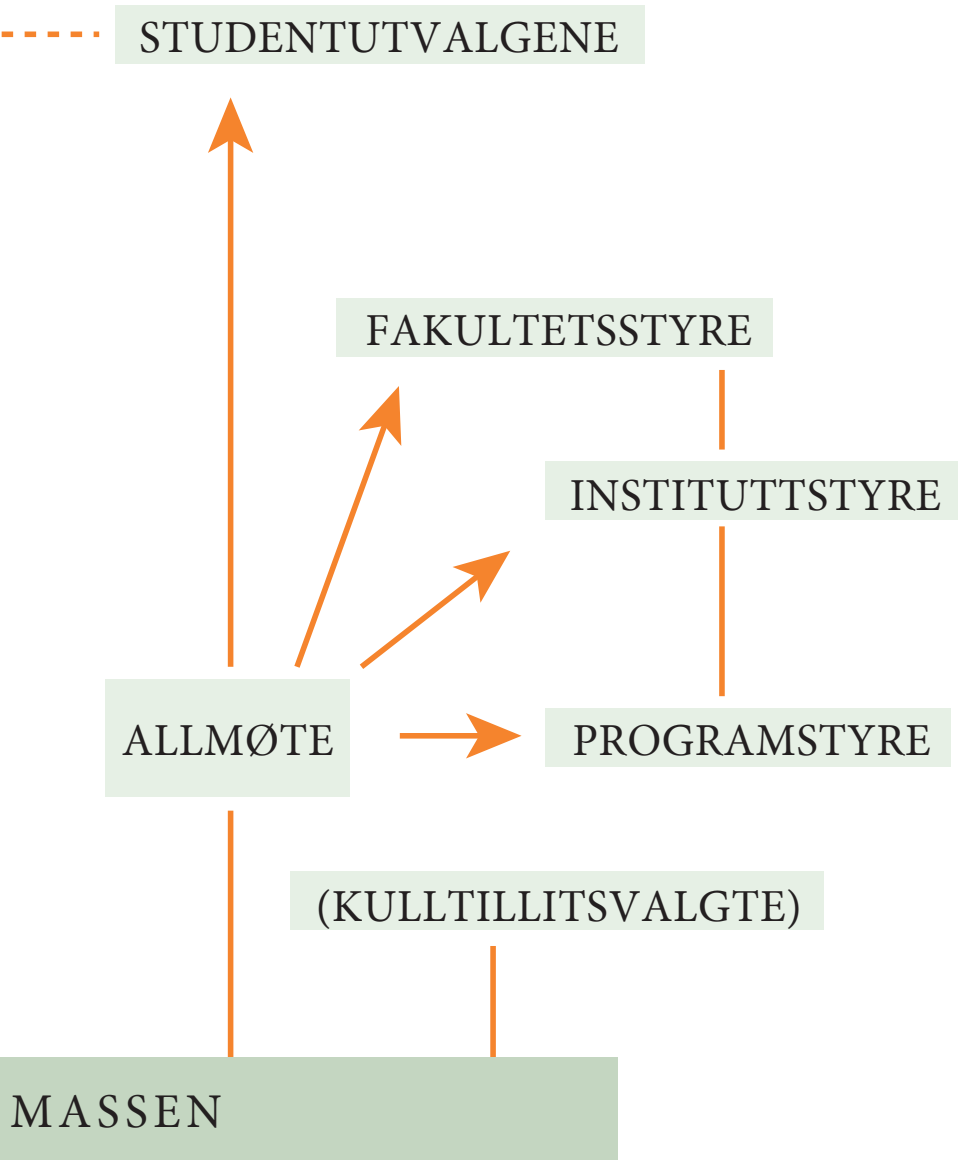 STUDENTUTVALGENE
FAKULTETSSTYRE
INSTITUTTSTYRE
ALLMØTE
PROGRAMSTYRE
(KULLTILLITSVALGTE)
MASSEN